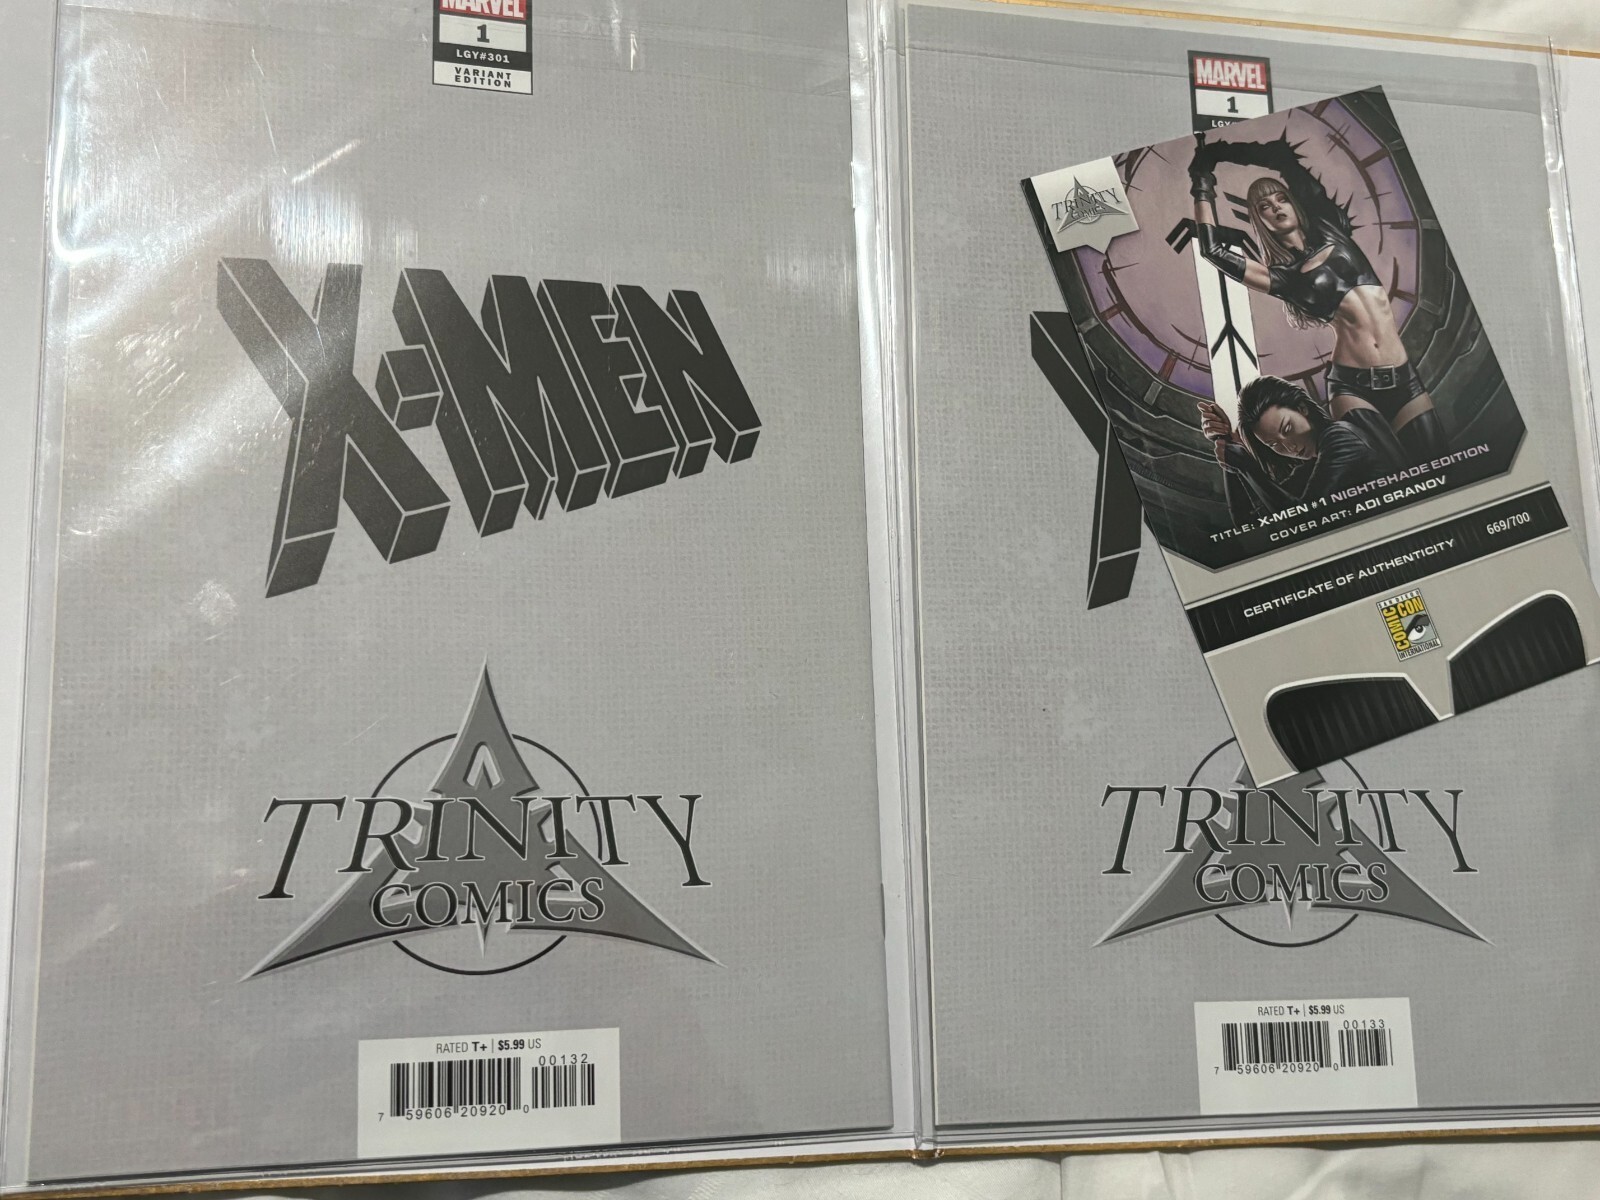 MARVEL
1
LGY#301
VARIANT
EDITION
X-MEN
TRINITY
COMICS
RATED T+ | $5.99 US
00132
7 59606 20920 0
MARVEL
1
X
TRINITY
COMICS
TITLE: X-MEN #1 NIGHTSHADE EDITION
COVER ART: ADI GRANOV
CERTIFICATE OF AUTHENTICITY 669/700
SAN DIEGO
COMIC CON
INTERNATIONAL
TRINITY
COMICS
RATED T+ | $5.99 US
00133
7 59606 20920 0